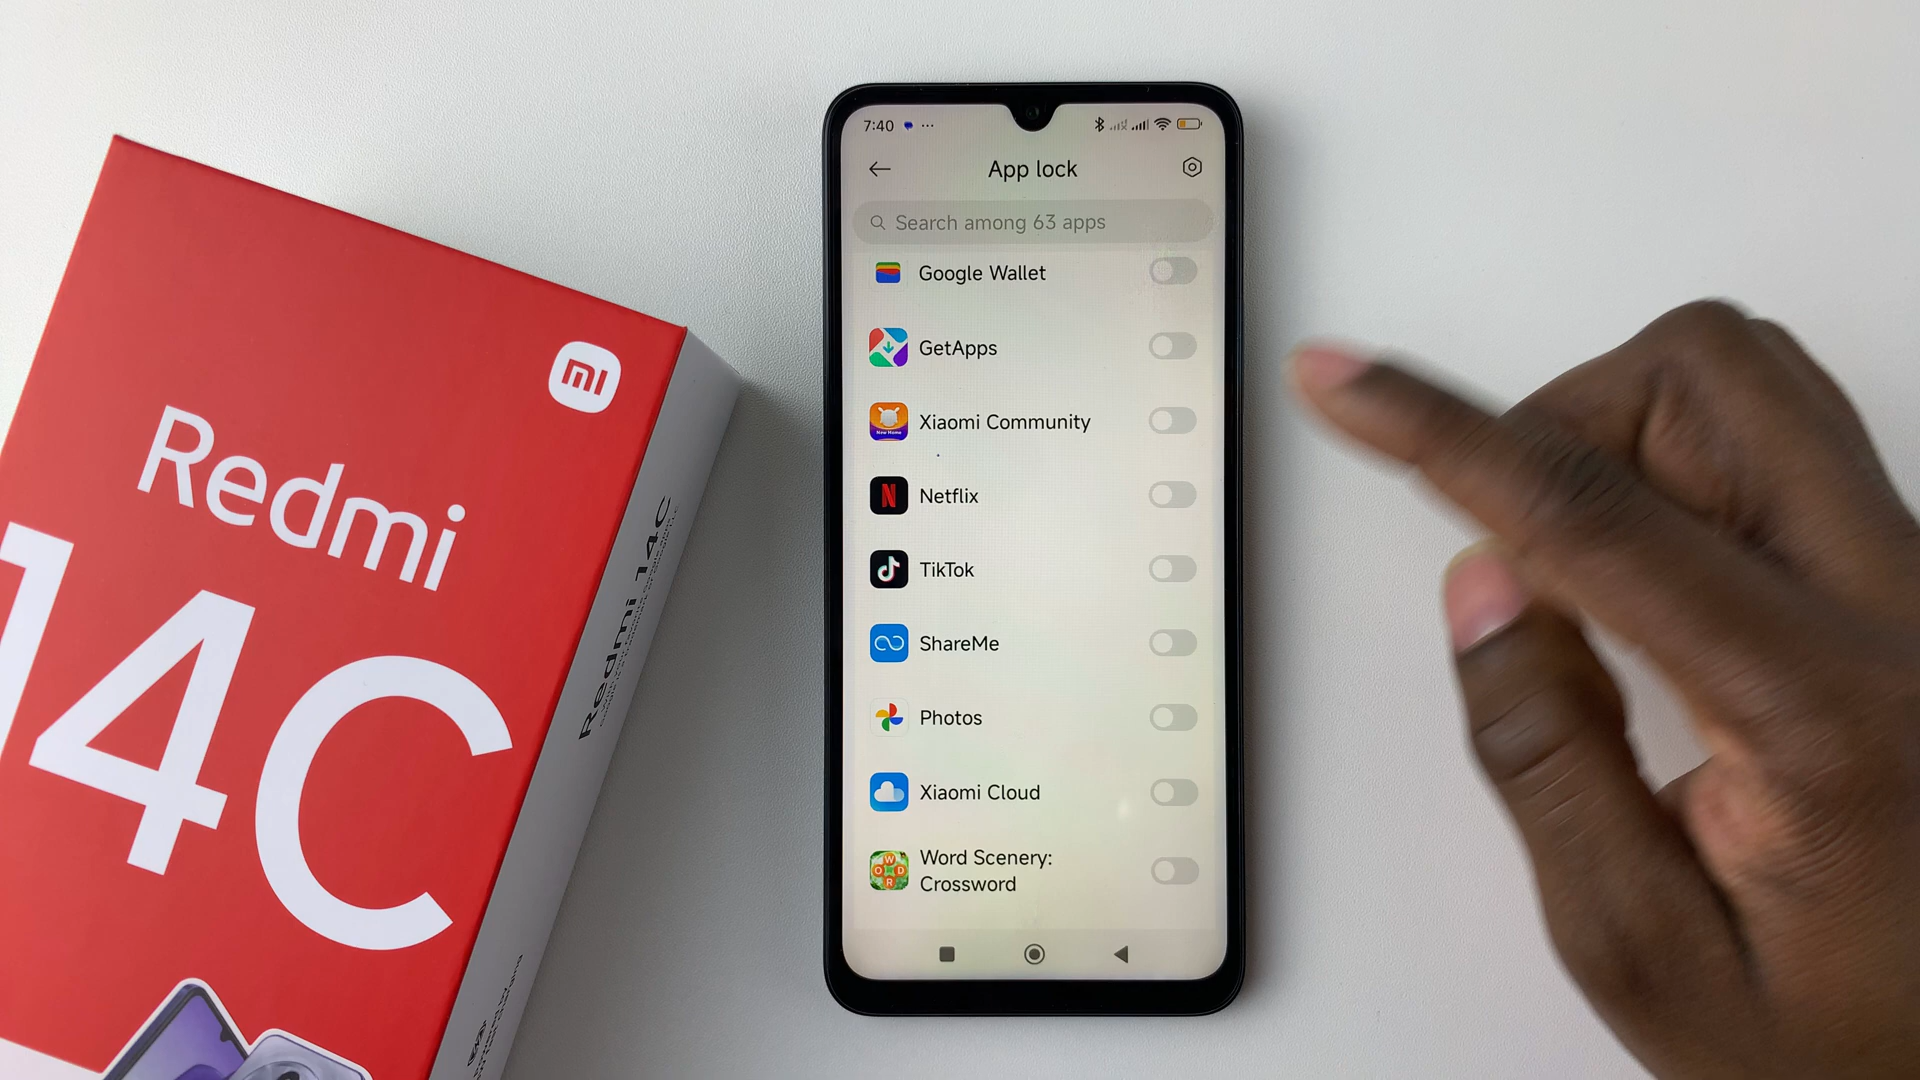 Redmi
14C
Redmi 14C
7:40
App lock
Search among 63 apps
Google Wallet
GetApps
Xiaomi Community
Netflix
TikTok
ShareMe
Photos
Xiaomi Cloud
Word Scenery:
Crossword